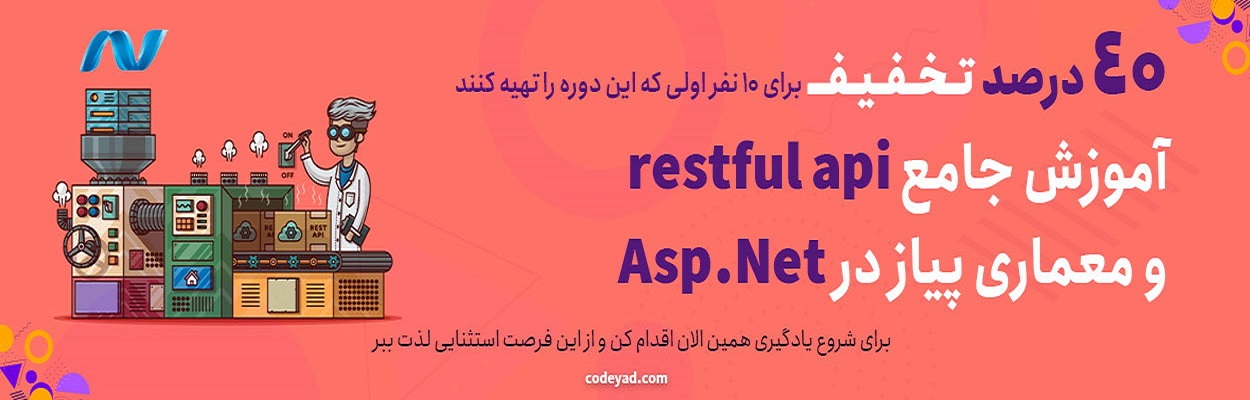 ٤٠ درصد تخفیف برای ۱۰ نفر اولی که این دوره را تهیه کنند
آموزش جامع restful api
و معماری پیاز در Asp.Net
برای شروع یادگیری همین الان اقدام کن و از این فرصت استثنایی لذت ببر
codeyad.com
ON
OFF
REST
REST
API